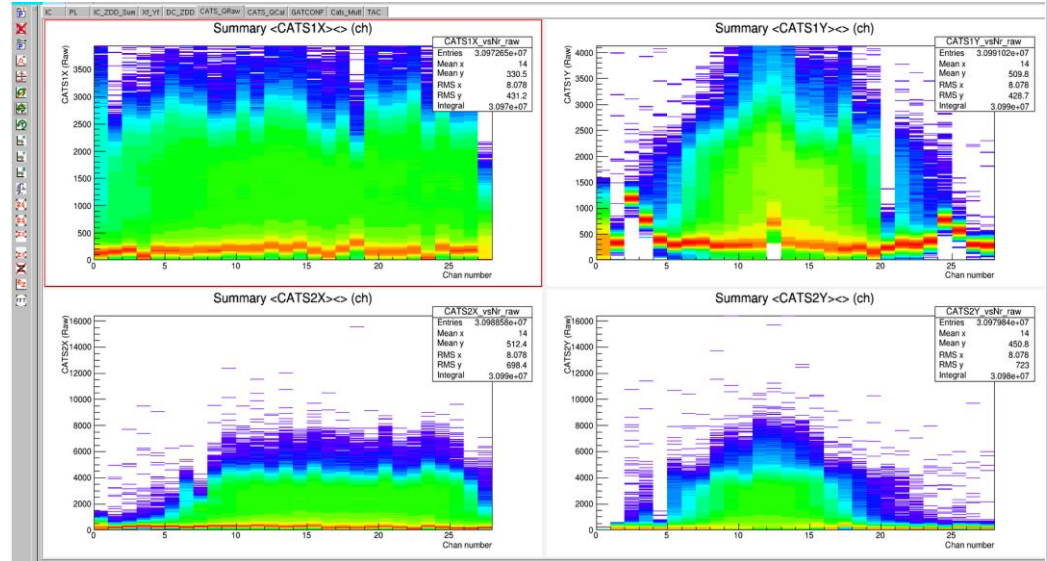 IC PL IC_ZDD_Sum Xf_Yf DC_ZDD CATS_QRaw CATS_QCal GATCONF Cats_Mult TAC
Summary <CATS1X><> (ch)
CATS1X_vsNr_raw
Entries 3.097265e+07
Mean x 14
Mean y 330.5
RMS x 8.078
RMS y 431.2
Integral 3.097e+07
CATS1X (Raw)
3500
3000
2500
2000
1500
1000
500
0
0 5 10 15 20 25
Chan number
Summary <CATS1Y><> (ch)
CATS1Y_vsNr_raw
Entries 3.099102e+07
Mean x 14
Mean y 509.8
RMS x 8.078
RMS y 428.7
Integral 3.099e+07
CATS1Y (Raw)
4000
3500
3000
2500
2000
1500
1000
500
0
0 5 10 15 20 25
Chan number
Summary <CATS2X><> (ch)
CATS2X_vsNr_raw
Entries 3.098858e+07
Mean x 14
Mean y 512.4
RMS x 8.078
RMS y 698.4
Integral 3.099e+07
CATS2X (Raw)
16000
14000
12000
10000
8000
6000
4000
2000
0
0 5 10 15 20 25
Chan number
Summary <CATS2Y><> (ch)
CATS2Y_vsNr_raw
Entries 3.097984e+07
Mean x 14
Mean y 450.8
RMS x 8.078
RMS y 723
Integral 3.098e+07
CATS2Y (Raw)
16000
14000
12000
10000
8000
6000
4000
2000
0
0 5 10 15 20 25
Chan number